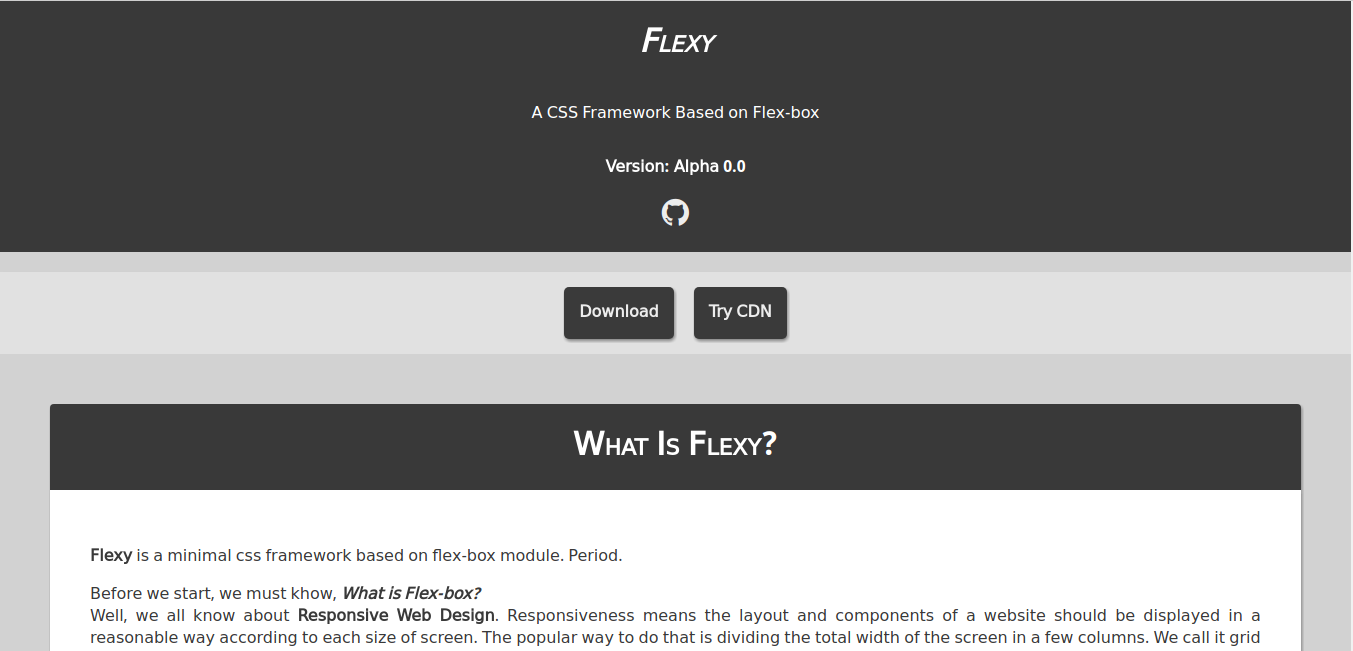 Flexy
A CSS Framework Based on Flex-box
Version: Alpha 0.0
Download
Try CDN
What Is Flexy?
Flexy is a minimal css framework based on flex-box module. Period.
Before we start, we must khow, What is Flex-box?
Well, we all know about Responsive Web Design. Responsiveness means the layout and components of a website should be displayed in a
reasonable way according to each size of screen. The popular way to do that is dividing the total width of the screen in a few columns. We call it grid